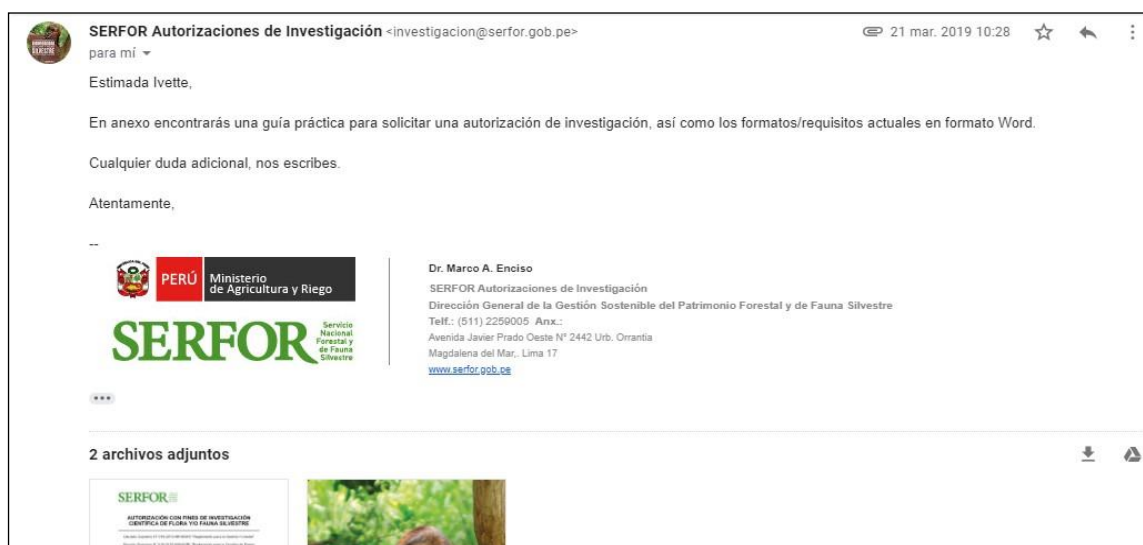 SERFOR Autorizaciones de Investigación <investigacion@serfor.gob.pe>
21 mar. 2019 10:28
para mí
Estimada Ivette,
En anexo encontrarás una guía práctica para solicitar una autorización de investigación, así como los formatos/requisitos actuales en formato Word.
Cualquier duda adicional, nos escribes.
Atentamente,
--
PERÚ
Ministerio
de Agricultura y Riego
SERFOR
Servicio
Nacional
Forestal y
de Fauna
Silvestre
Dr. Marco A. Enciso
SERFOR Autorizaciones de Investigación
Dirección General de la Gestión Sostenible del Patrimonio Forestal y de Fauna Silvestre
Telf.: (511) 2259005 Anx.:
Avenida Javier Prado Oeste N° 2442 Urb. Orrantia
Magdalena del Mar,. Lima 17
www.serfor.gob.pe
2 archivos adjuntos
SERFOR
AUTORIZACIÓN CON FINES DE INVESTIGACIÓN
CIENTÍFICA DE FLORA Y/O FAUNA SILVESTRE